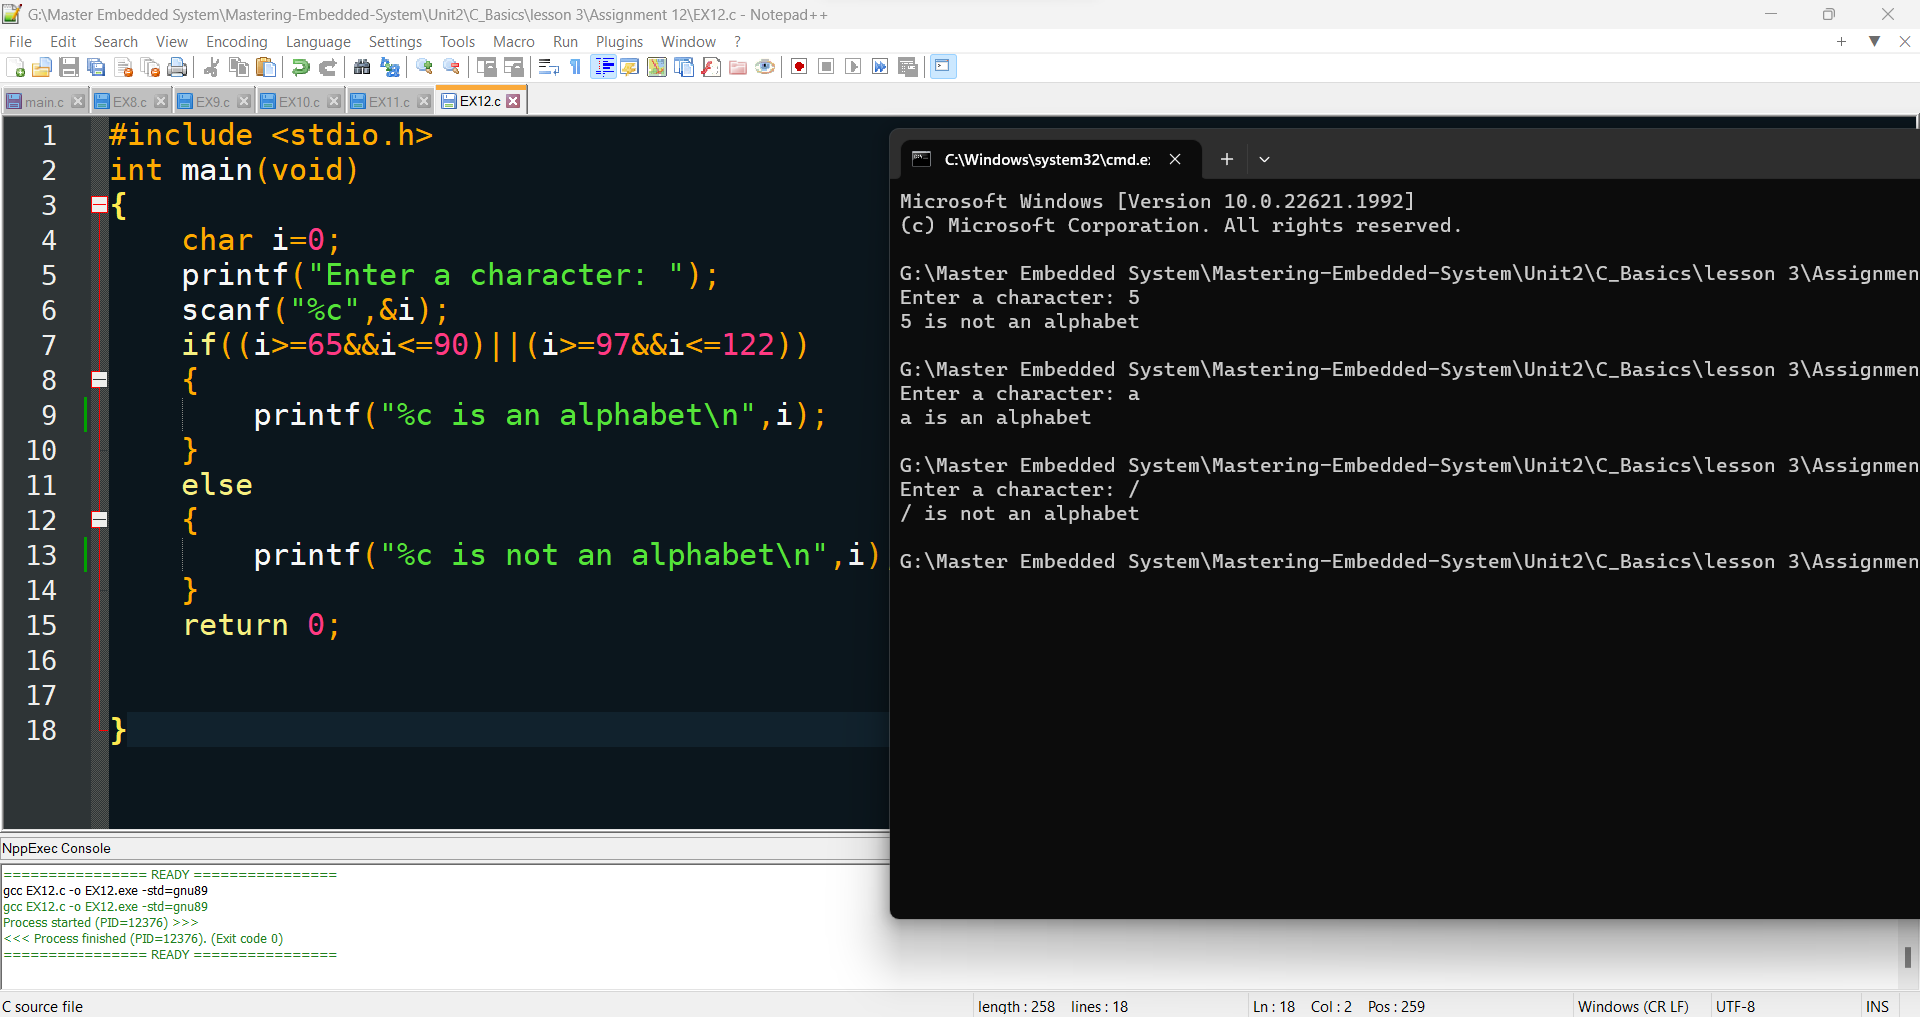 G:\Master Embedded System\Mastering-Embedded-System\Unit2\C_Basics\lesson 3\Assignment 12\EX12.c - Notepad++
File Edit Search View Encoding Language Settings Tools Macro Run Plugins Window ?
main.c EX8.c EX9.c EX10.c EX11.c EX12.c
1 #include <stdio.h>
2 int main(void)
3 {
4 char i=0;
5 printf("Enter a character: ");
6 scanf("%c",&i);
7 if((i>=65&&i<=90)||(i>=97&&i<=122))
8 {
9 printf("%c is an alphabet\n",i);
10 }
11 else
12 {
13 printf("%c is not an alphabet\n",i)
14 }
15 return 0;
16
17
18 }
C:\Windows\system32\cmd.e
Microsoft Windows [Version 10.0.22621.1992]
(c) Microsoft Corporation. All rights reserved.
G:\Master Embedded System\Mastering-Embedded-System\Unit2\C_Basics\lesson 3\Assignmen
Enter a character: 5
5 is not an alphabet
G:\Master Embedded System\Mastering-Embedded-System\Unit2\C_Basics\lesson 3\Assignmen
Enter a character: a
a is an alphabet
G:\Master Embedded System\Mastering-Embedded-System\Unit2\C_Basics\lesson 3\Assignmen
Enter a character: /
/ is not an alphabet
G:\Master Embedded System\Mastering-Embedded-System\Unit2\C_Basics\lesson 3\Assignmen
NppExec Console
================ READY ================
gcc EX12.c -o EX12.exe -std=gnu89
gcc EX12.c -o EX12.exe -std=gnu89
Process started (PID=12376) >>>
<<< Process finished (PID=12376). (Exit code 0)
================ READY ================
C source file length : 258 lines : 18 Ln : 18 Col : 2 Pos : 259 Windows (CR LF) UTF-8 INS